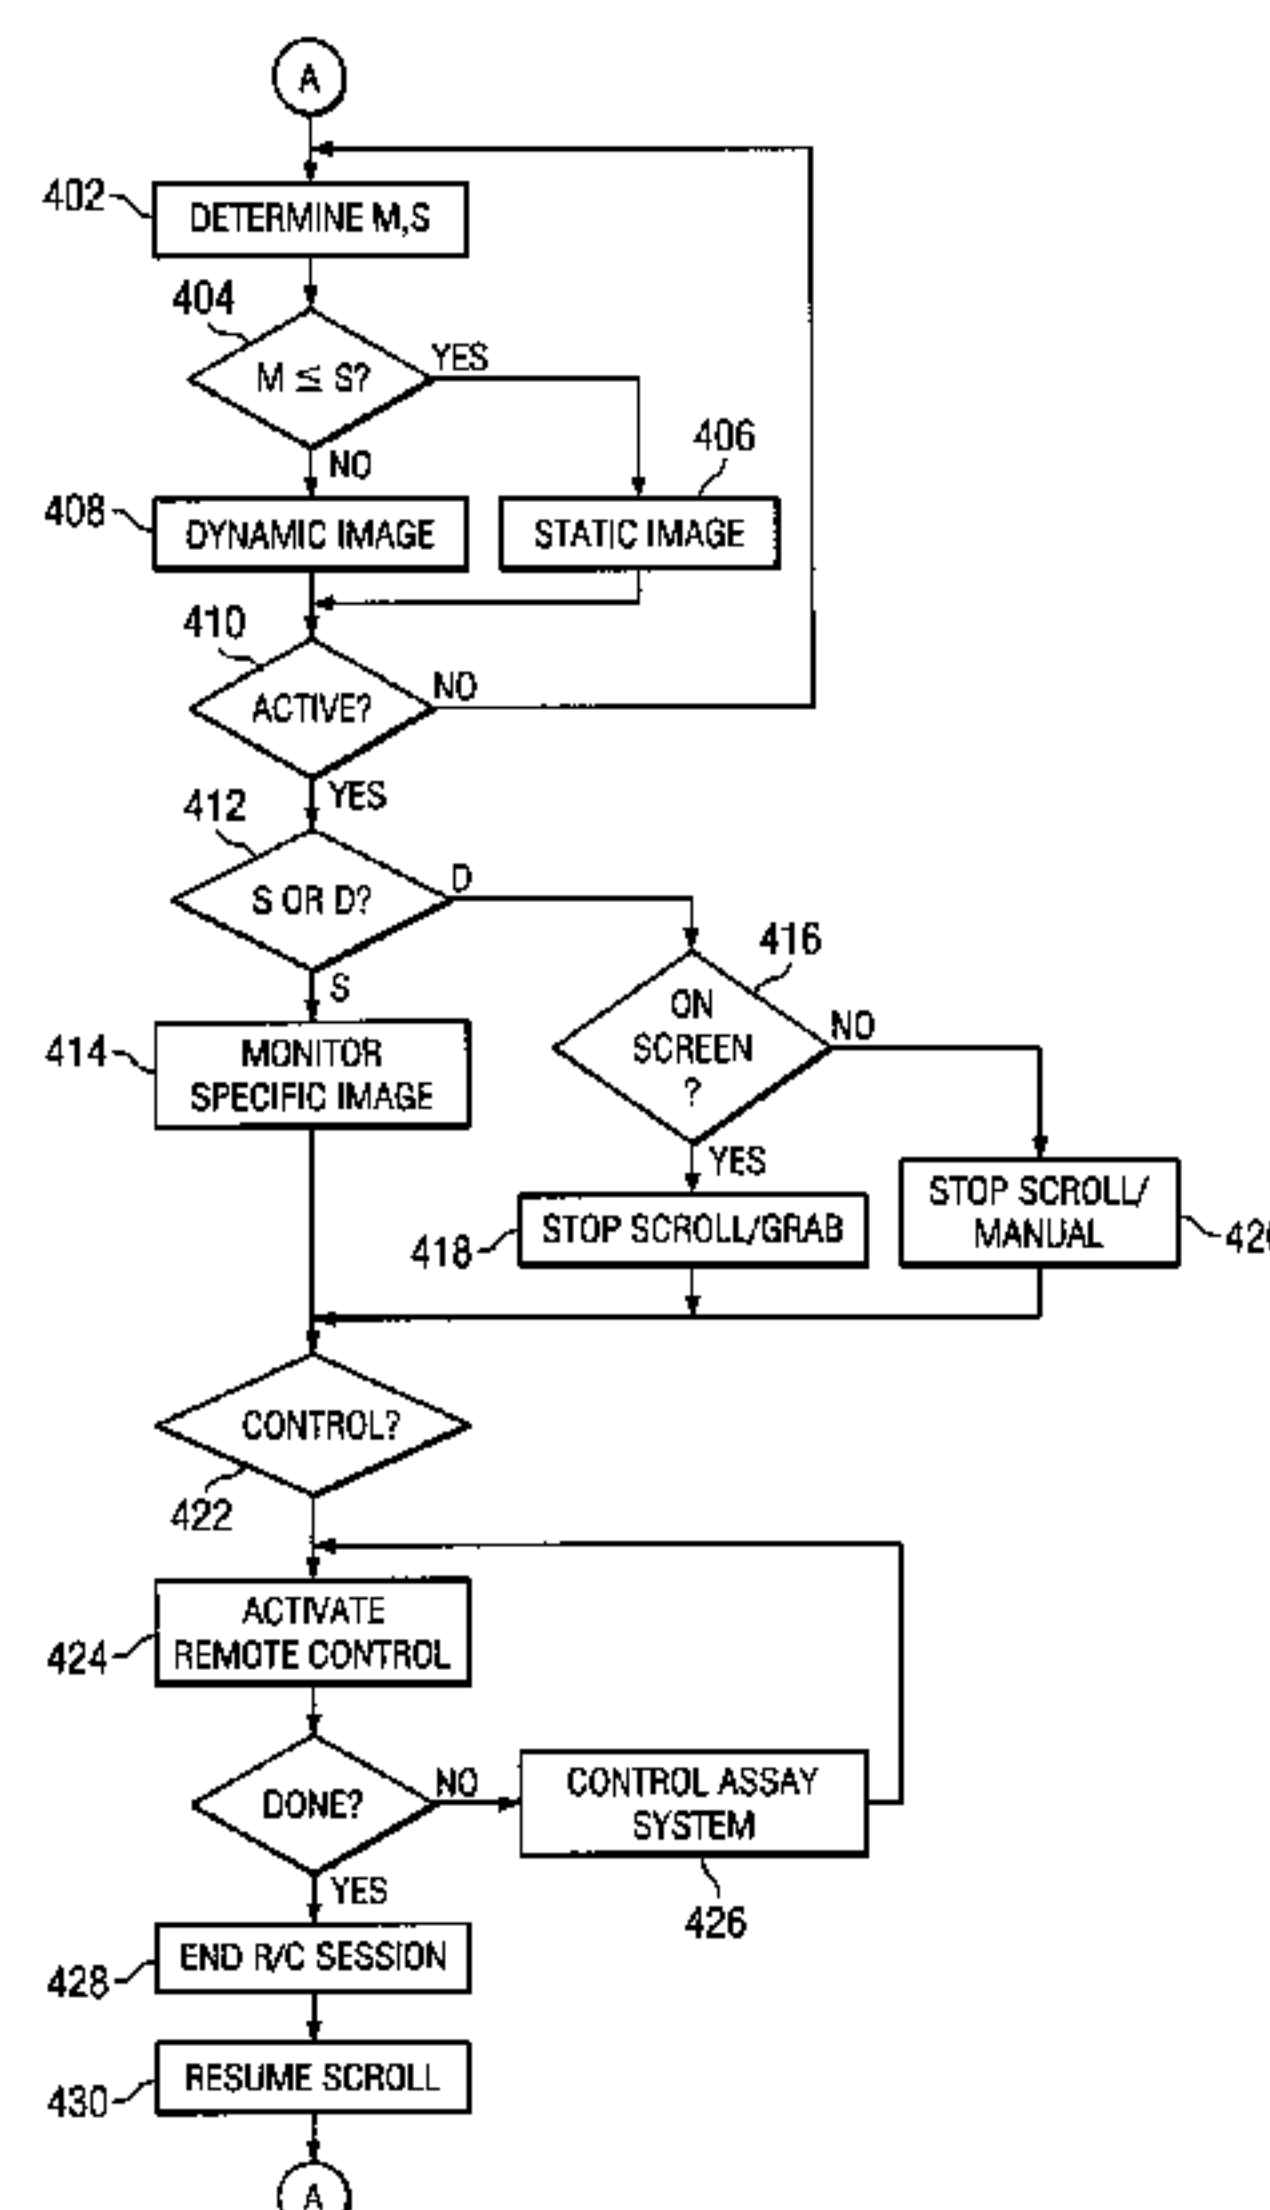 A
402
DETERMINE M,S
404
M ≦ S?
YES
NO
406
408
DYNAMIC IMAGE
STATIC IMAGE
410
ACTIVE?
NO
YES
412
S OR D?
D
S
416
ON
SCREEN
?
NO
YES
414
MONITOR
SPECIFIC IMAGE
418
STOP SCROLL/GRAB
STOP SCROLL/
MANUAL
CONTROL?
422
424
ACTIVATE
REMOTE CONTROL
DONE?
NO
YES
CONTROL ASSAY
SYSTEM
426
428
END R/C SESSION
430
RESUME SCROLL
A